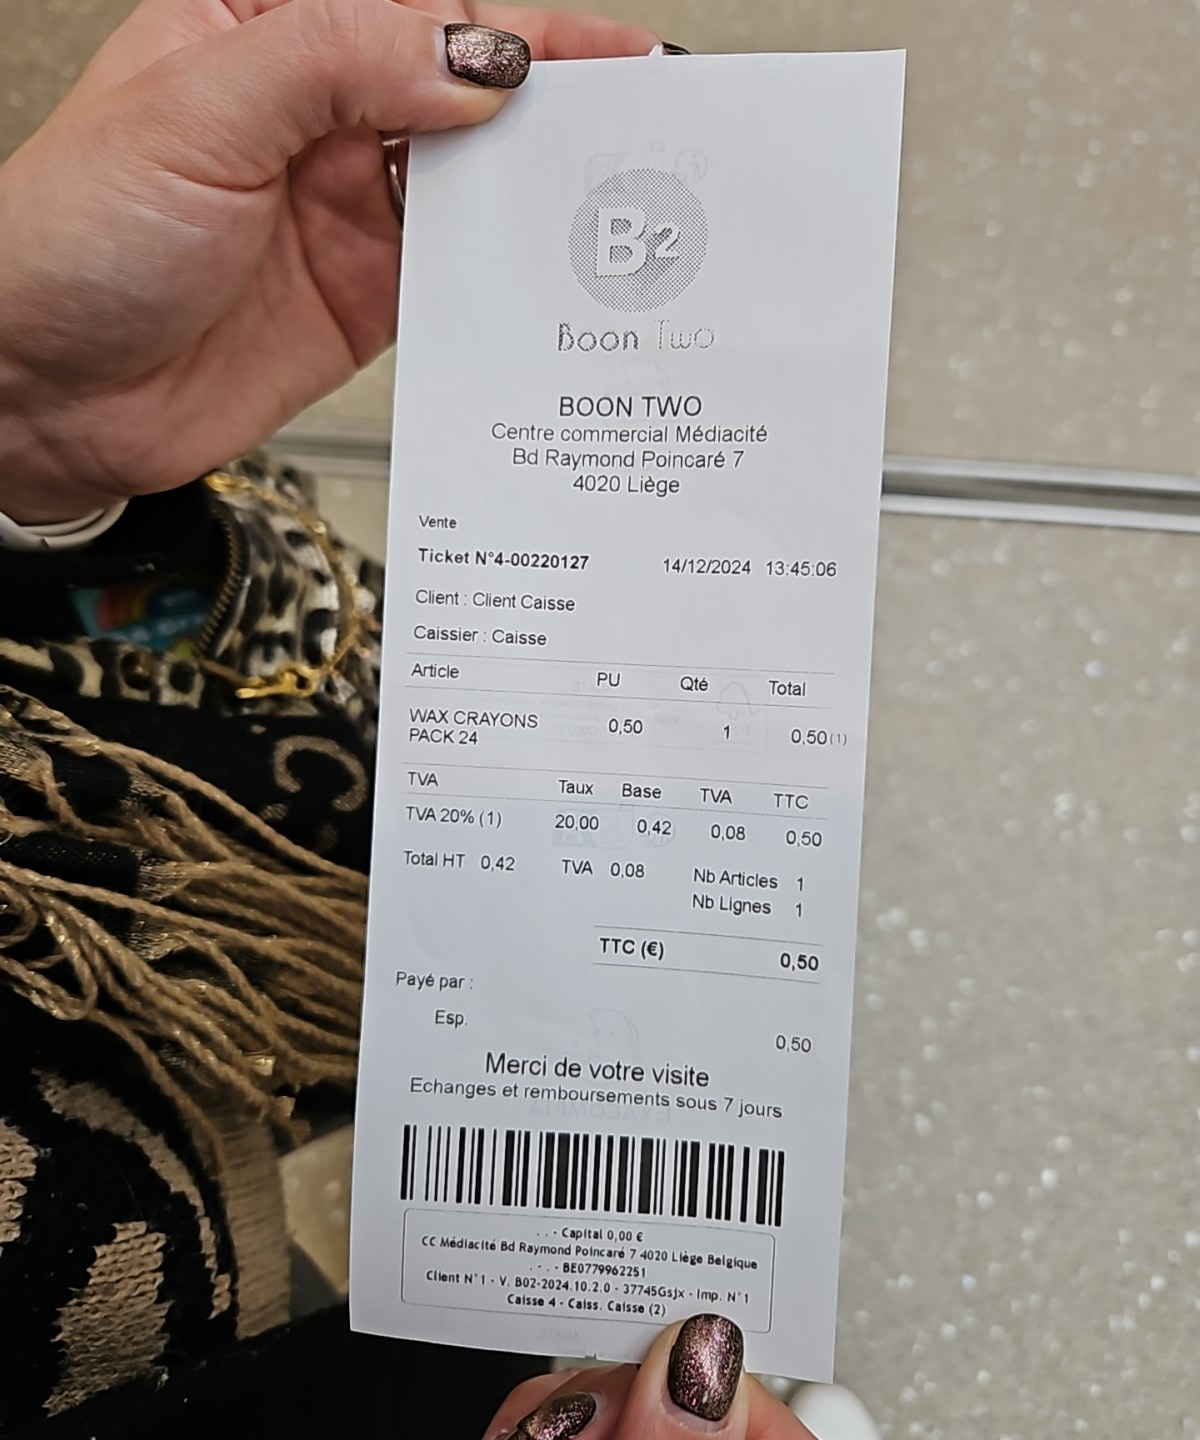 B2
Boon Two
BOON TWO
Centre commercial Médiacité
Bd Raymond Poincaré 7
4020 Liège
Vente
Ticket N°4-00220127 14/12/2024 13:45:06
Client : Client Caisse
Caissier : Caisse
Article PU Qté Total
WAX CRAYONS PACK 24 0,50 1 0,50(1)
TVA Taux Base TVA TTC
TVA 20% (1) 20,00 0,42 0,08 0,50
Total HT 0,42 TVA 0,08 Nb Articles 1
Nb Lignes 1
TTC (€) 0,50
Payé par :
Esp. 0,50
Merci de votre visite
Echanges et remboursements sous 7 jours
. . - Capital 0,00 €
CC Médiacité Bd Raymond Poincaré 7 4020 Liège Belgique
. - . - BE0779962251
Client N°1 - V. B02-2024.10.2.0 - 37745Gsjx - Imp. N°1
Caisse 4 - Caiss. Caisse (2)